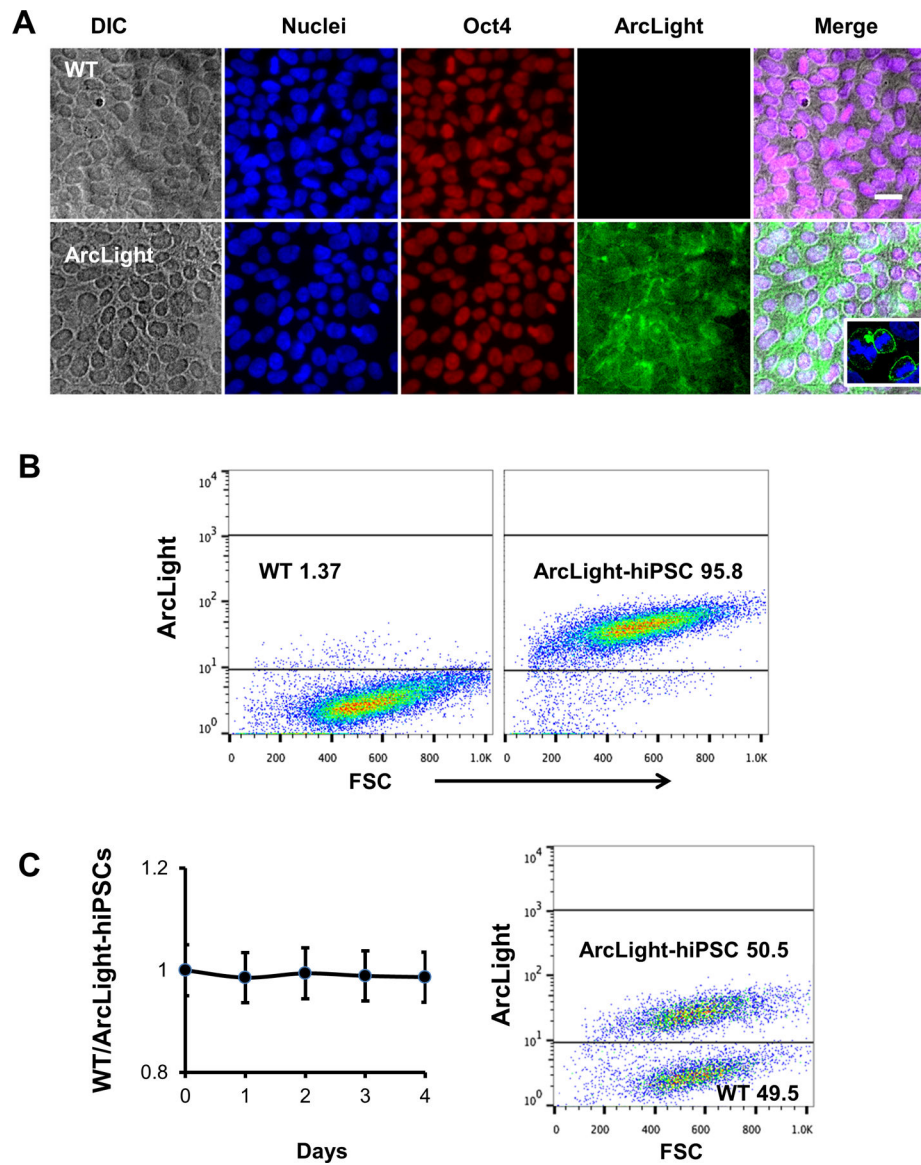 A
DIC Nuclei Oct4 ArcLight Merge
WT
ArcLight
B
ArcLight
10^4
10^3
10^2
10^1
10^0
WT 1.37
ArcLight-hiPSC 95.8
0 200 400 600 800 1.0K
0 200 400 600 800 1.0K
FSC
C
WT/ArcLight-hiPSCs
1.2
1
0.8
0 1 2 3 4
Days
ArcLight
10^4
10^3
10^2
10^1
10^0
ArcLight-hiPSC 50.5
WT 49.5
0 200 400 600 800 1.0K
FSC